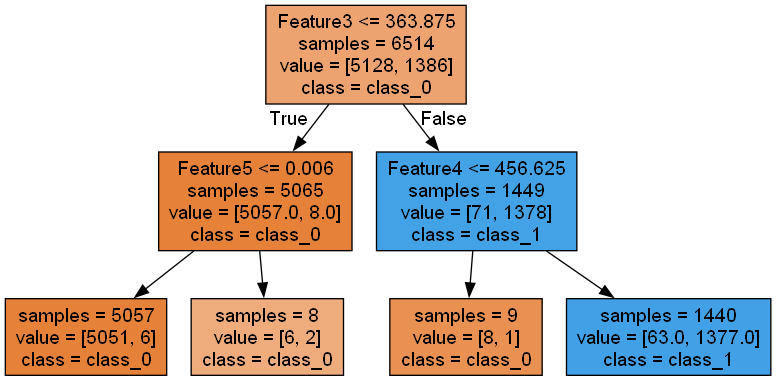 Feature3 <= 363.875
samples = 6514
value = [5128, 1386]
class = class_0
True
False
Feature5 <= 0.006
samples = 5065
value = [5057.0, 8.0]
class = class_0
Feature4 <= 456.625
samples = 1449
value = [71, 1378]
class = class_1
samples = 5057
value = [5051, 6]
class = class_0
samples = 8
value = [6, 2]
class = class_0
samples = 9
value = [8, 1]
class = class_0
samples = 1440
value = [63.0, 1377.0]
class = class_1